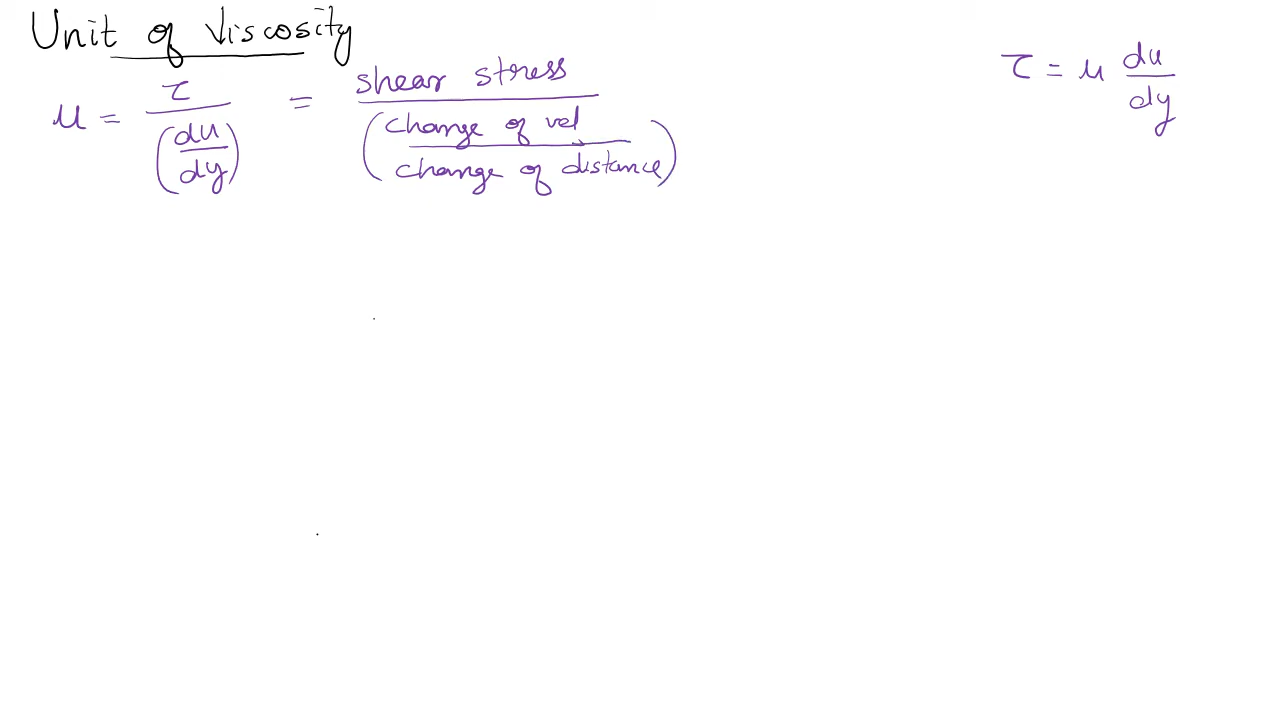 Unit of Viscosity
τ = μ du/dy
μ = τ/(du/dy) = shear stress/(change of vel/change of distance)